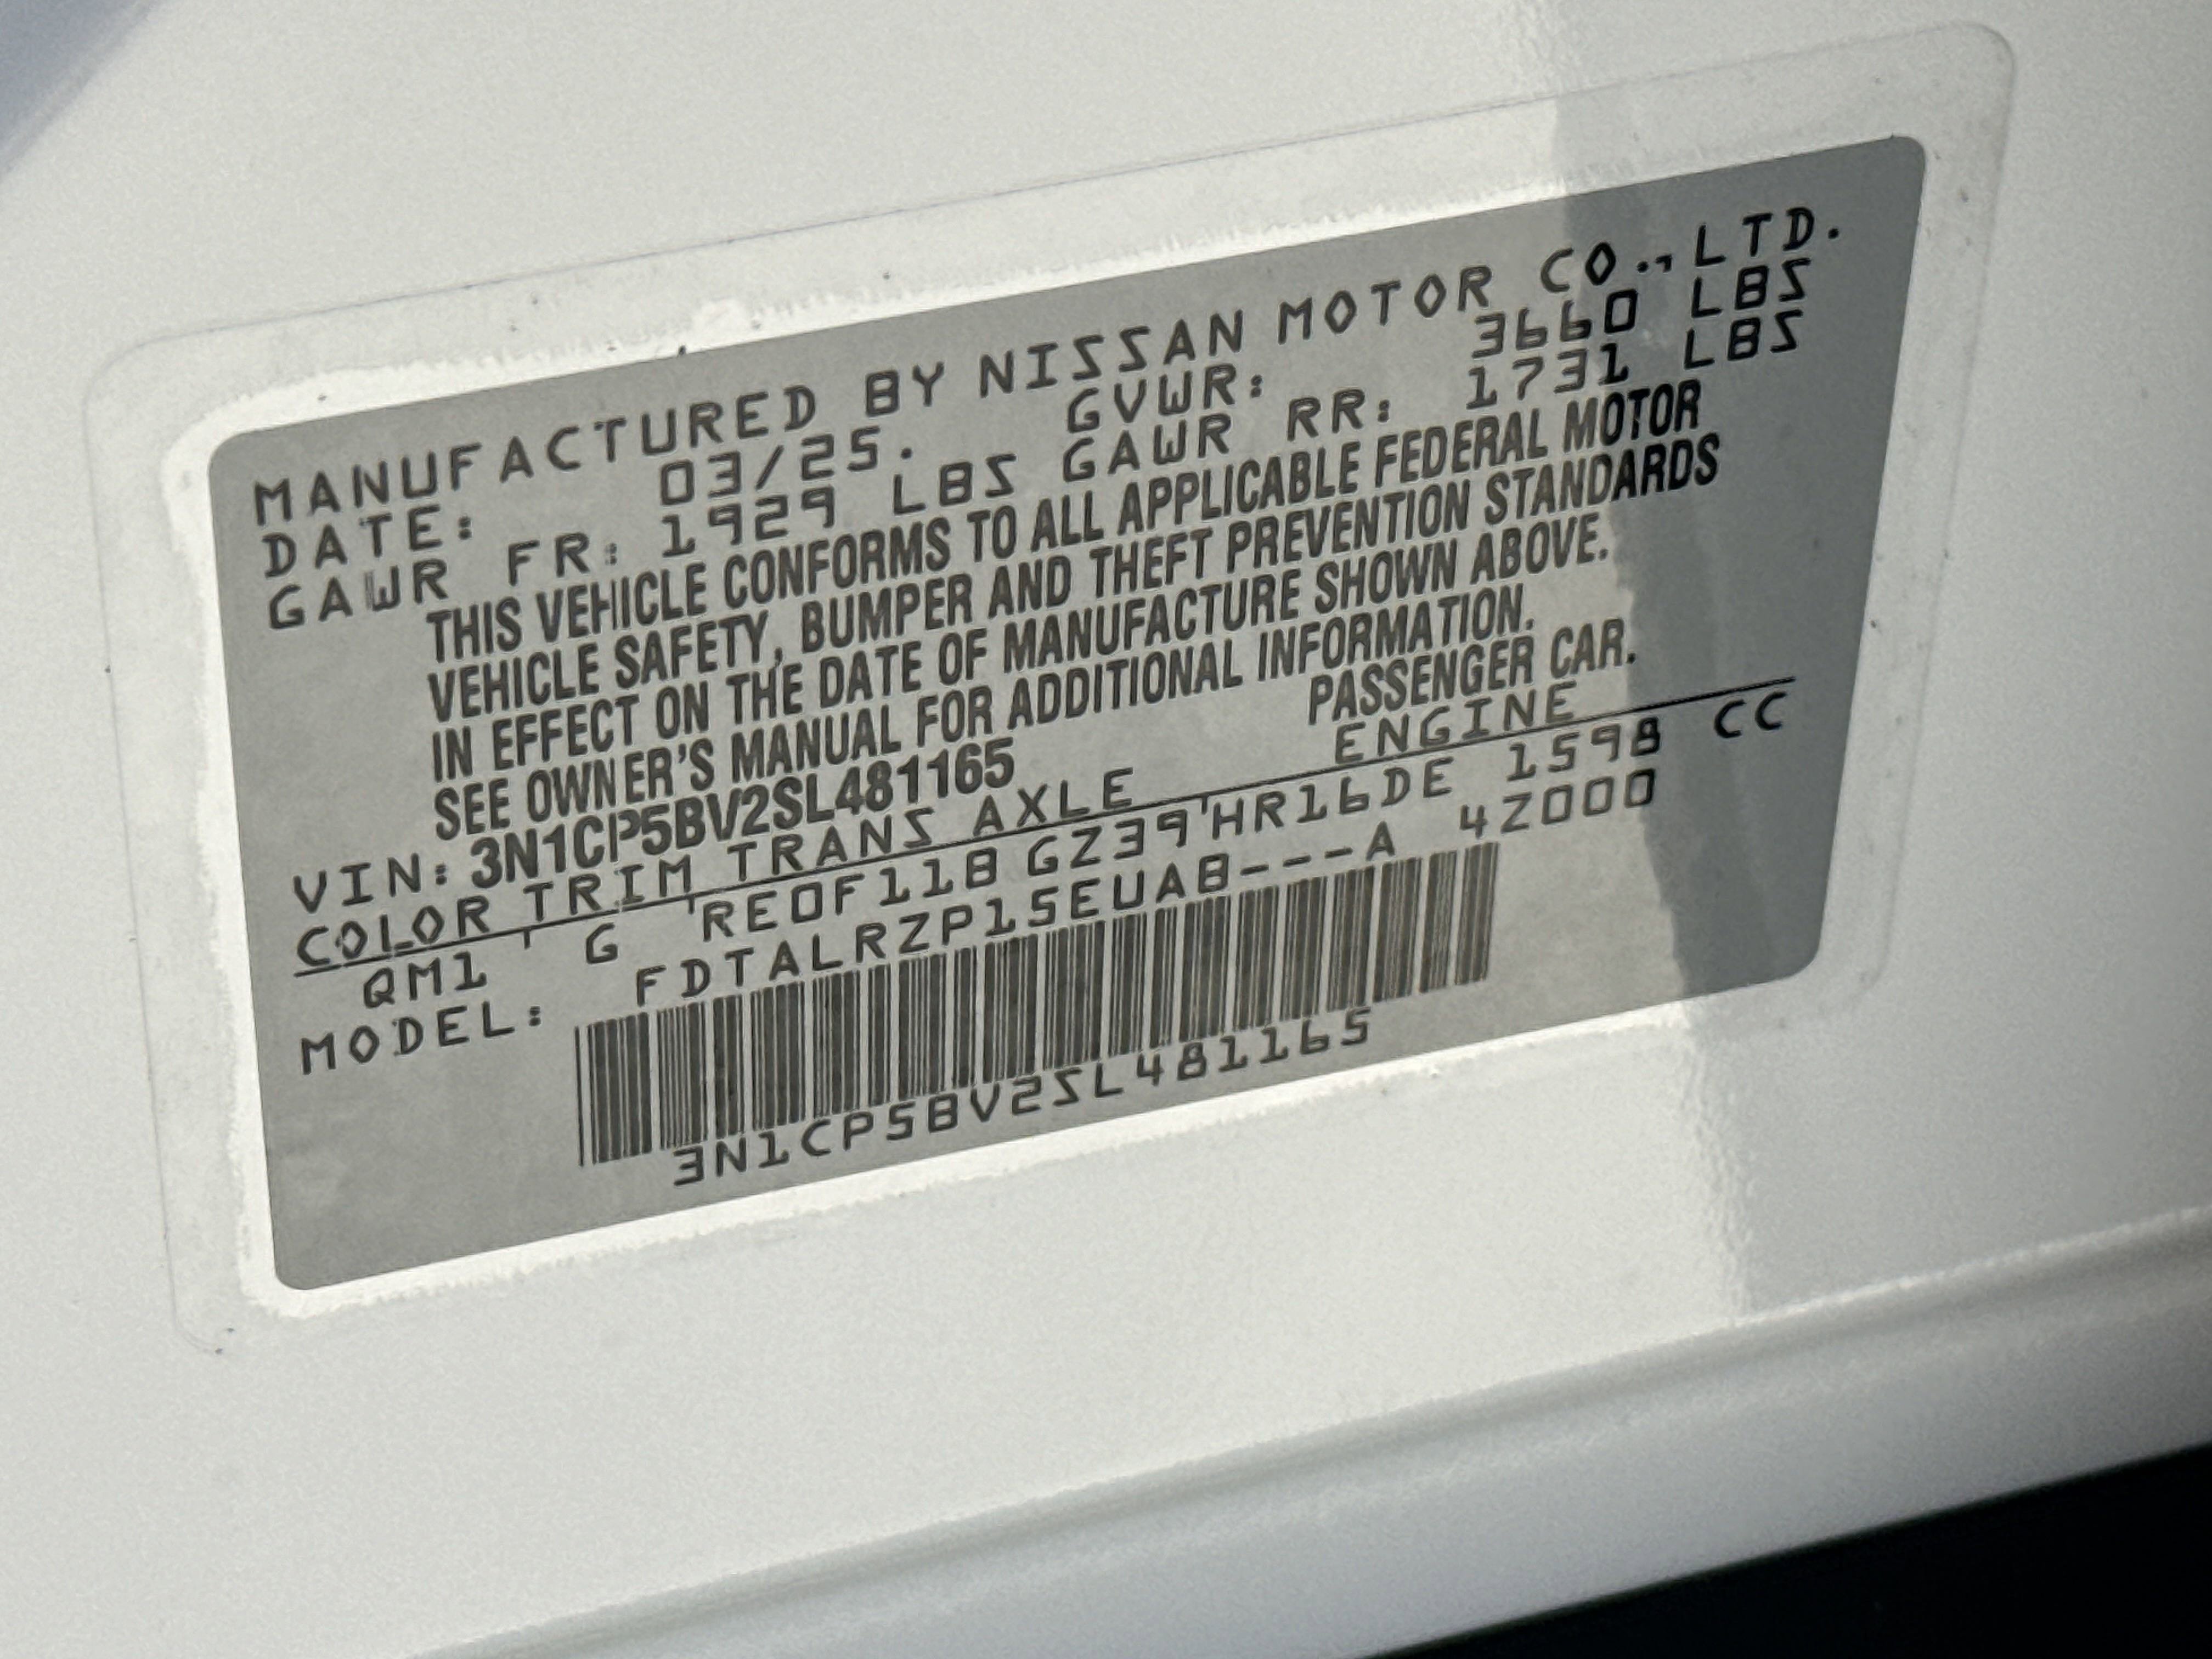 MANUFACTURED BY NISSAN MOTOR CO.,LTD.
DATE: 03/25. GVWR: 3660 LBS
GAWR FR: 1929 LBS GAWR RR: 1731 LBS
THIS VEHICLE CONFORMS TO ALL APPLICABLE FEDERAL MOTOR
VEHICLE SAFETY, BUMPER AND THEFT PREVENTION STANDARDS
IN EFFECT ON THE DATE OF MANUFACTURE SHOWN ABOVE.
SEE OWNER'S MANUAL FOR ADDITIONAL INFORMATION.
VIN: 3N1CP5BV2SL481165 PASSENGER CAR.
COLOR TRIM TRANS AXLE ENGINE
QM1 G RE0F11B GZ39 HR16DE 1598 CC
MODEL: FDTALRZP15EUAB---A 4Z000
3N1CP5BV2SL481165